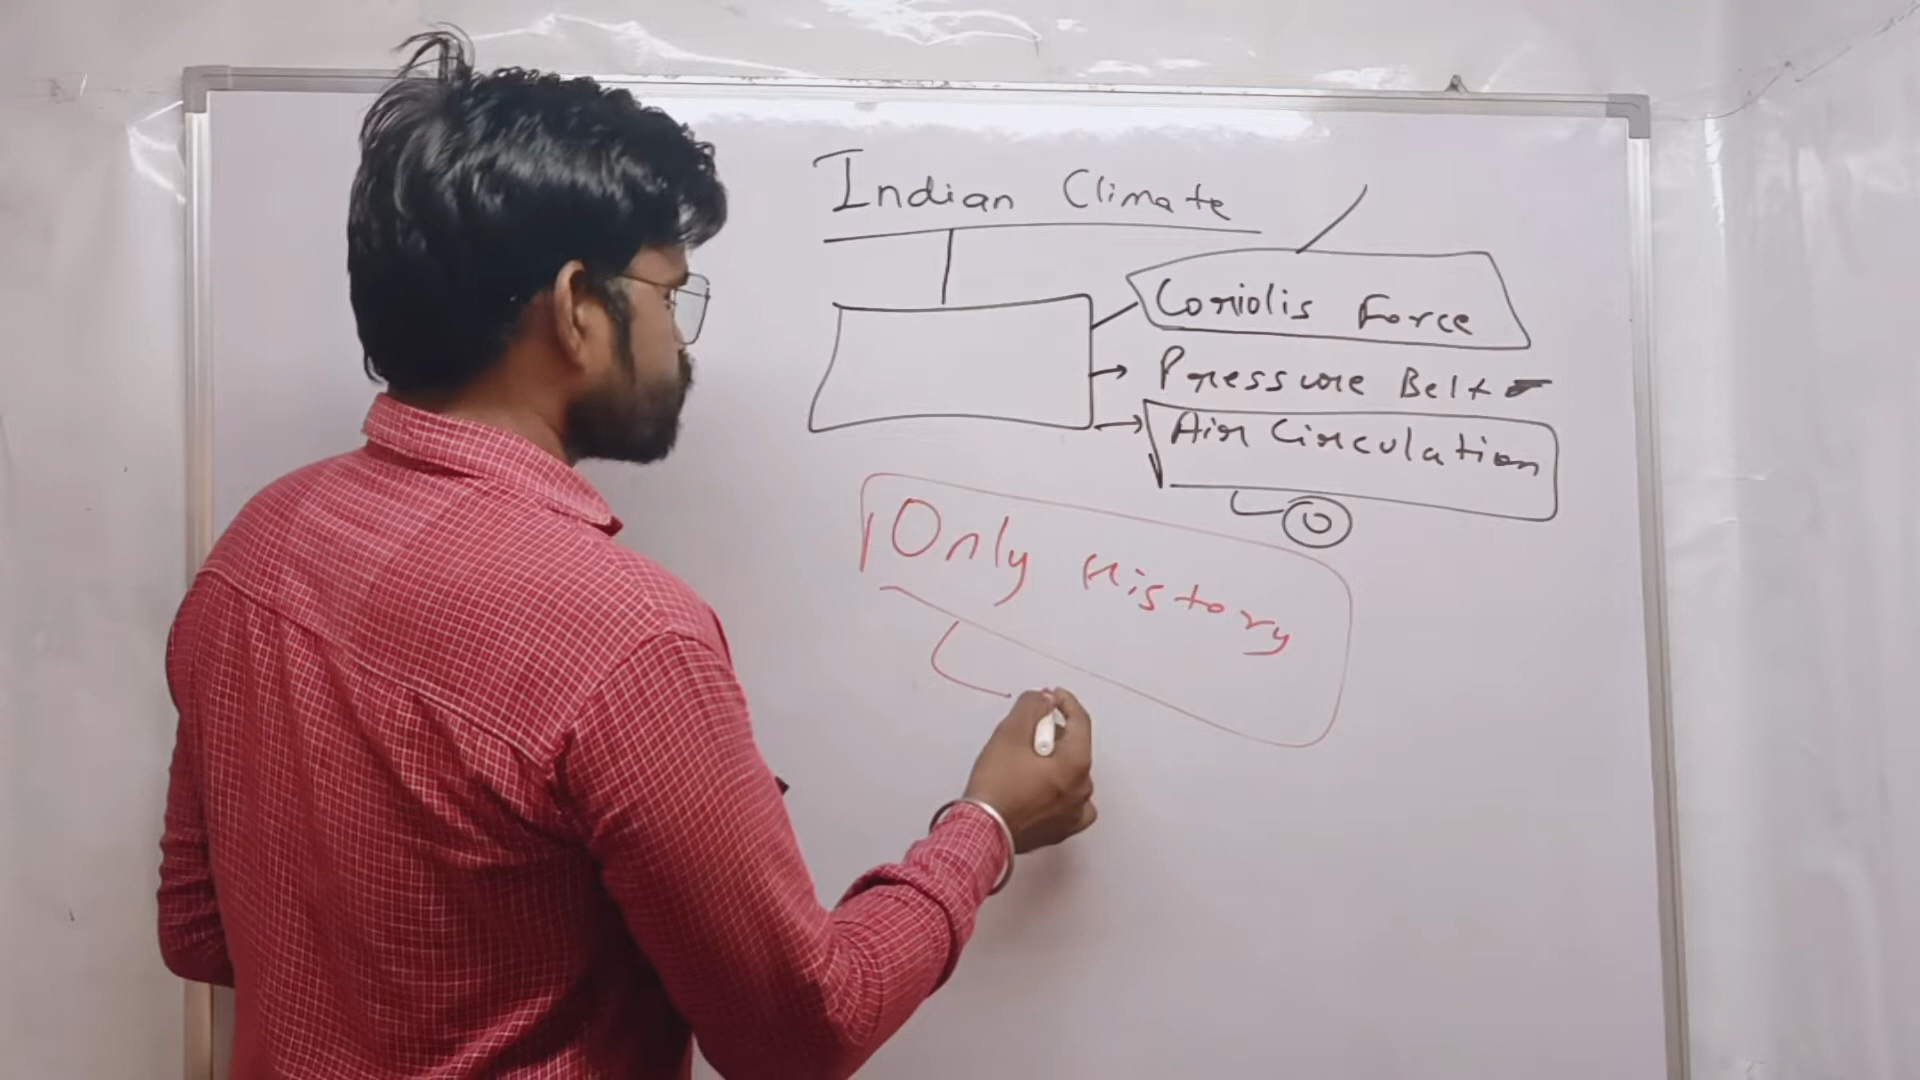 Indian Climate
Coriolis Force
Pressure Belt
Air Circulation
Only History